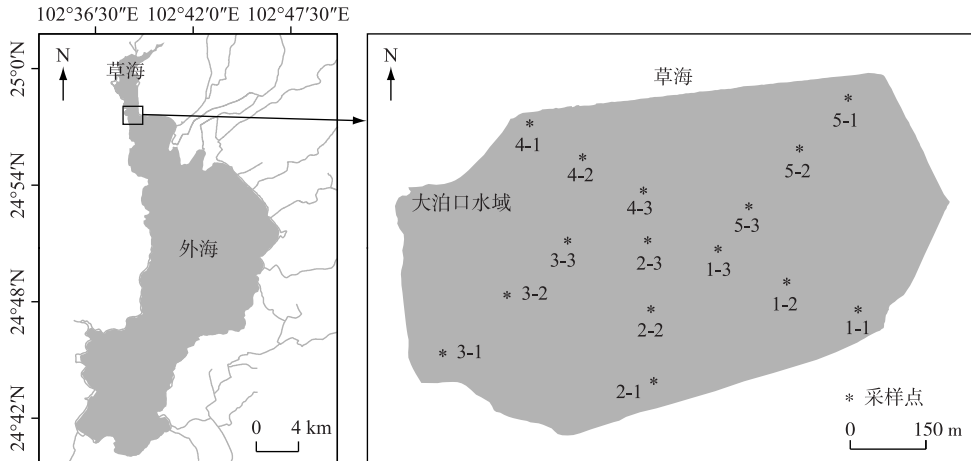 102°36′30″E 102°42′0″E 102°47′30″E
25°0′N
24°54′N
24°48′N
24°42′N
N
草海
外海
0 4 km
N
草海
大泊口水域
4-1
4-2
4-3
5-1
5-2
5-3
3-3
2-3
1-3
3-2
1-2
2-2
1-1
3-1
2-1
* 采样点
0 150 m